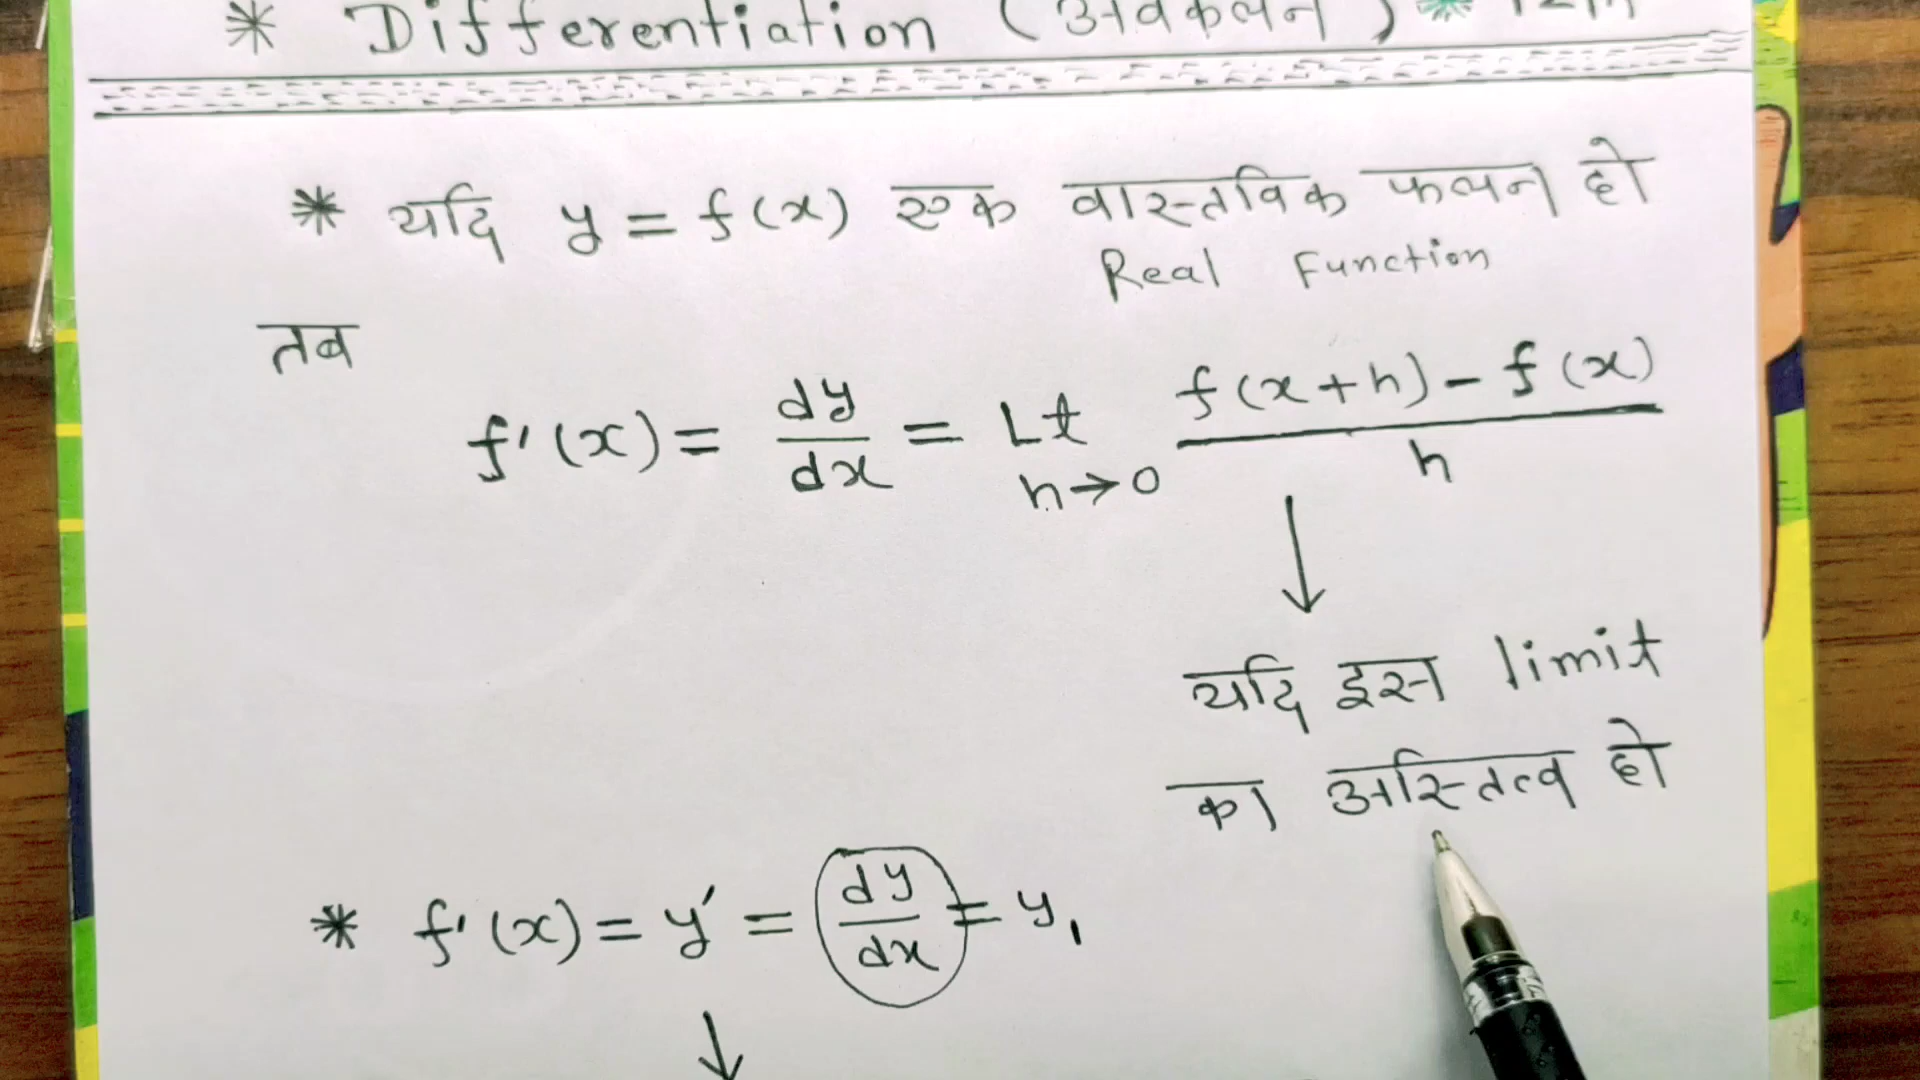 * Differentiation (अवकलन) *
* यदि y = f(x) एक वास्तविक फलन हो
Real Function
तब
f'(x) = dy/dx = Lt h→0 f(x+h) - f(x) / h
↓
यदि इस limit
का अस्तित्व हो
* f'(x) = y' = dy/dx = y₁
↓